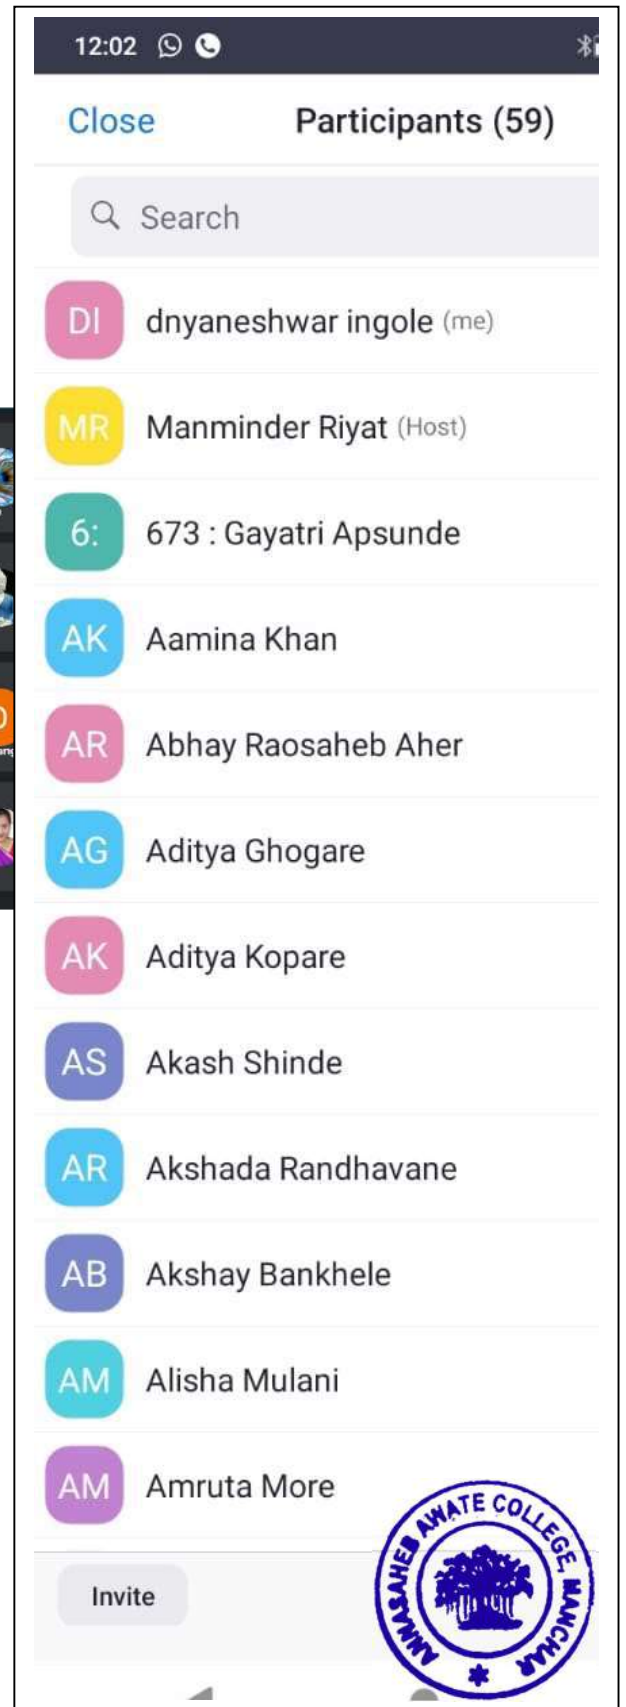 12:02
Close Participants (59)
Search
DI dnyaneshwar ingole (me)
MR Manminder Riyat (Host)
6: 673 : Gayatri Apsunde
AK Aamina Khan
AR Abhay Raosaheb Aher
AG Aditya Ghogare
AK Aditya Kopare
AS Akash Shinde
AR Akshada Randhavane
AB Akshay Bankhele
AM Alisha Mulani
AM Amruta More
Invite
ANNASAHEB AWATE COLLEGE, MANCHAR